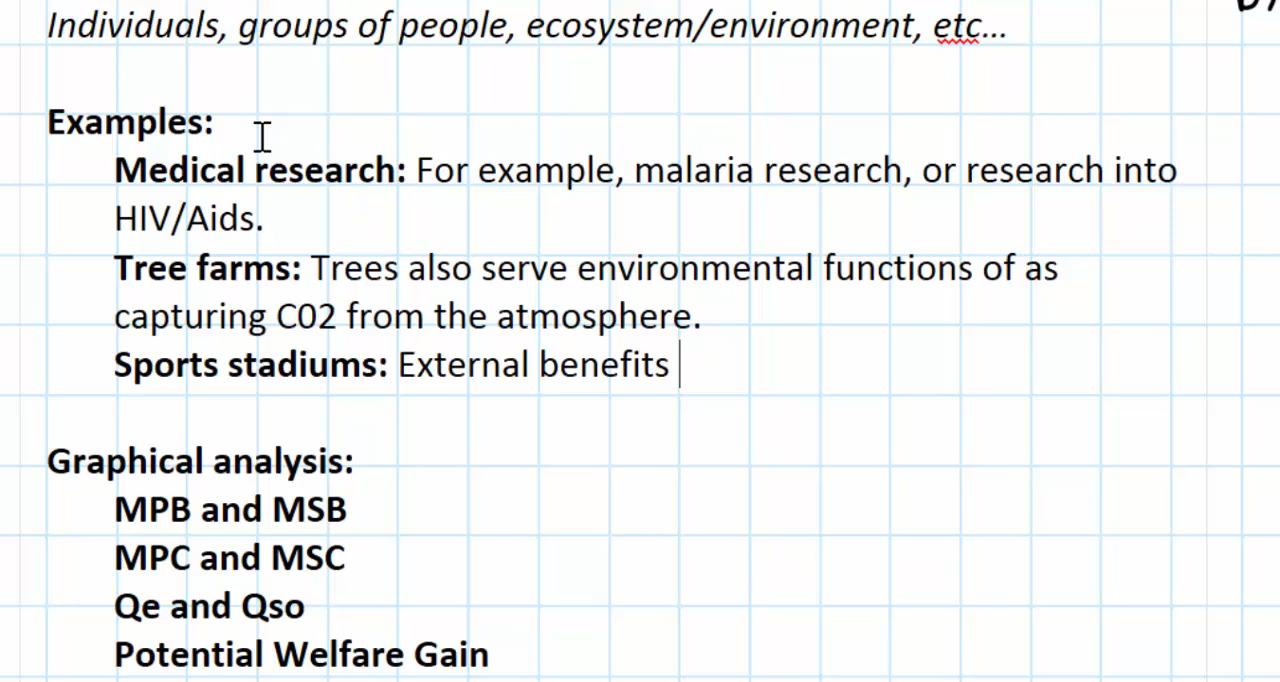 Individuals, groups of people, ecosystem/environment, etc...
Examples:
Medical research: For example, malaria research, or research into
HIV/Aids.
Tree farms: Trees also serve environmental functions of as
capturing C02 from the atmosphere.
Sports stadiums: External benefits
Graphical analysis:
MPB and MSB
MPC and MSC
Qe and Qso
Potential Welfare Gain